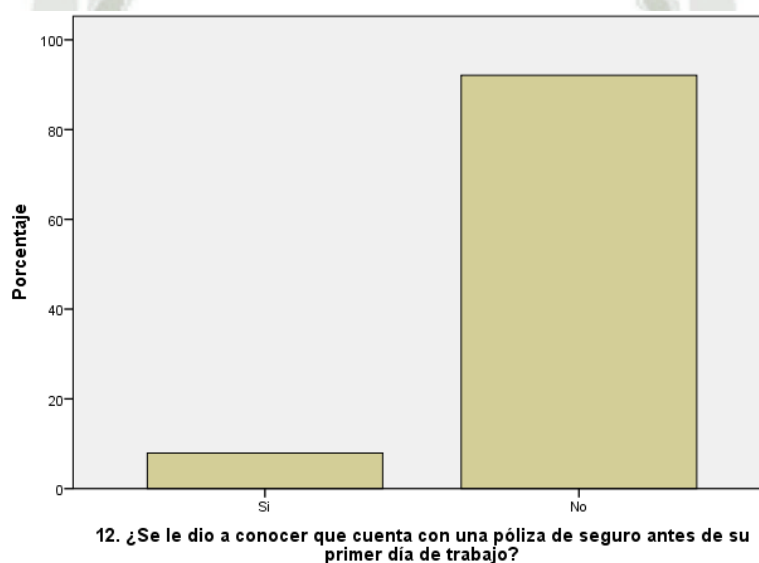 100
80
60
40
20
0
Porcentaje
Si
No
12. ¿Se le dio a conocer que cuenta con una póliza de seguro antes de su
primer día de trabajo?